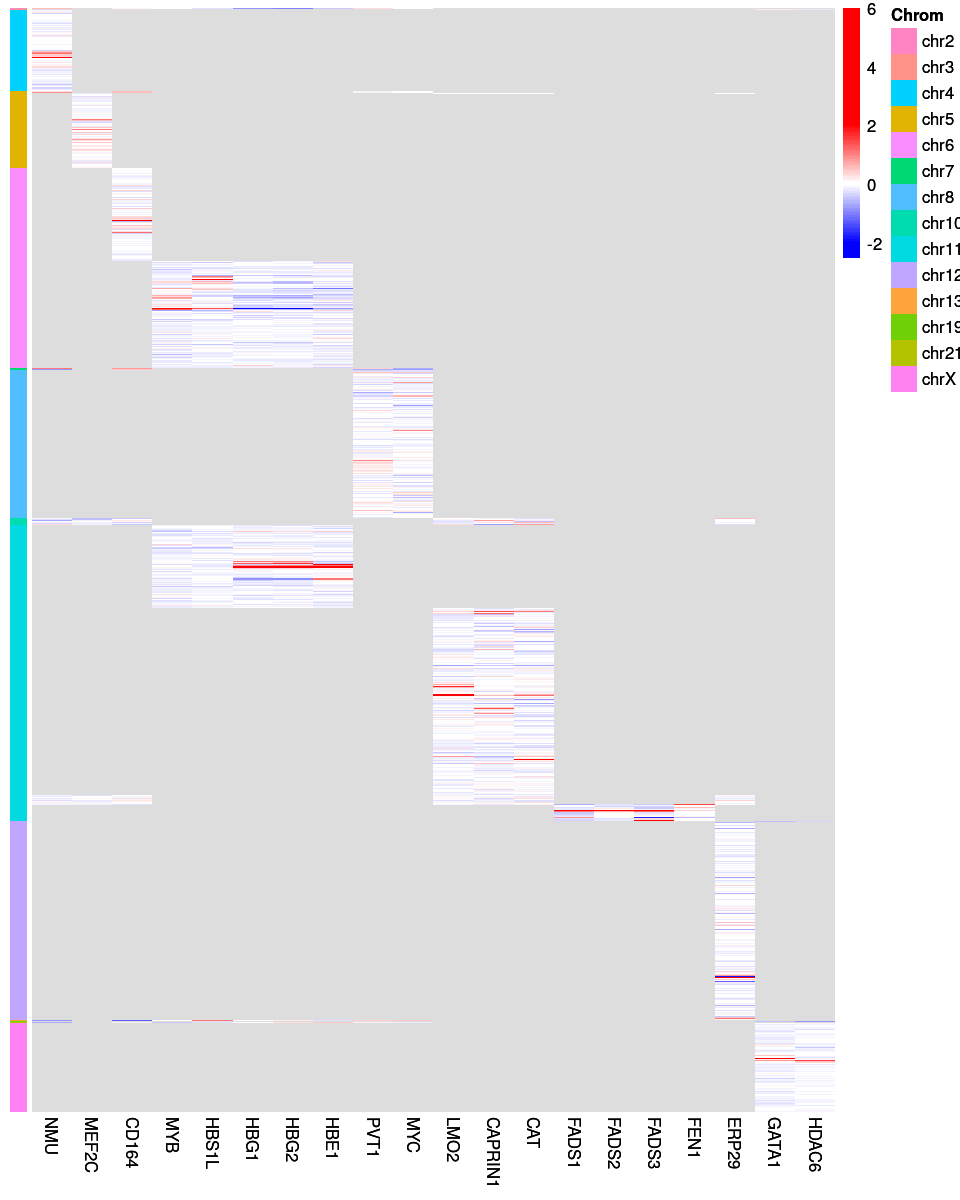 6
4
2
0
-2
Chrom
chr2
chr3
chr4
chr5
chr6
chr7
chr8
chr10
chr11
chr12
chr13
chr19
chr21
chrX
NMU
MEF2C
CD164
MYB
HBS1L
HBG1
HBG2
HBE1
PVT1
MYC
LMO2
CAPRIN1
CAT
FADS1
FADS2
FADS3
FEN1
ERP29
GATA1
HDAC6